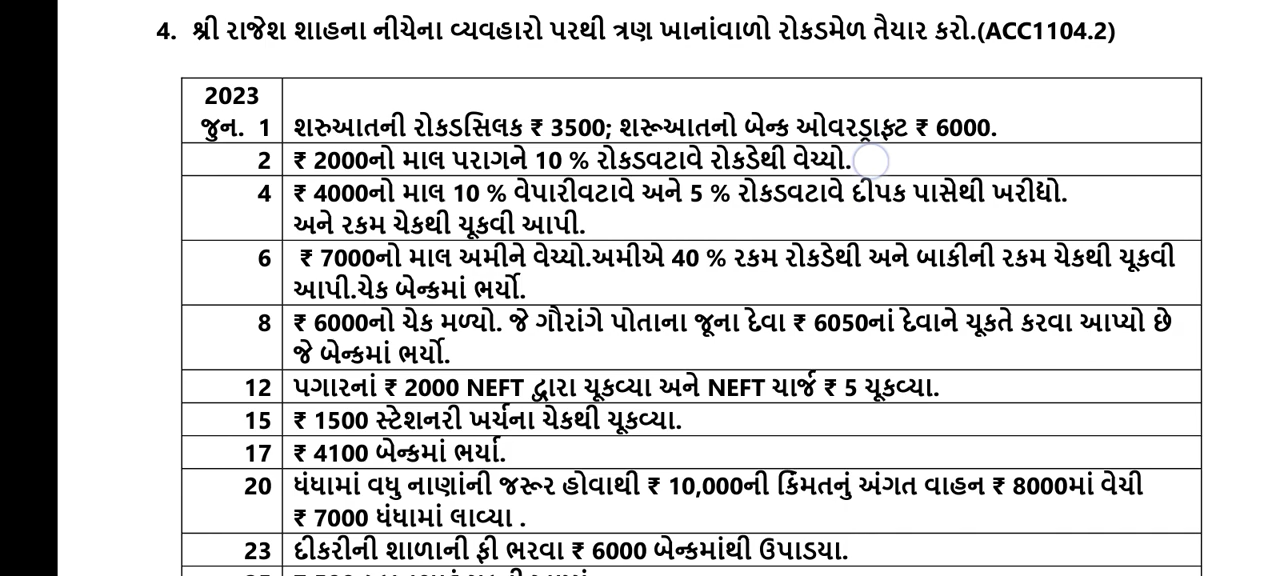 4. શ્રી રાજેશ શાહના નીચેના વ્યવહારો પરથી ત્રણ ખાનાંવાળો રોકડમેળ તૈયાર કરો.(ACC1104.2)
2023
જુન. 1 શરુઆતની રોકડસિલક ₹ 3500; શરૂઆતનો બેન્ક ઓવરડ્રાફ્ટ ₹ 6000.
2 ₹ 2000નો માલ પરાગને 10 % રોકડવટાવે રોકડેથી વેચ્યો.
4 ₹ 4000નો માલ 10 % વેપારીવટાવે અને 5 % રોકડવટાવે દીપક પાસેથી ખરીદ્યો.
અને રકમ ચેકથી ચૂકવી આપી.
6 ₹ 7000નો માલ અમીને વેચ્યો.અમીએ 40 % રકમ રોકડેથી અને બાકીની રકમ ચેકથી ચૂકવી
આપી.ચેક બેન્કમાં ભર્યો.
8 ₹ 6000નો ચેક મળ્યો. જે ગૌરાંગે પોતાના જૂના દેવા ₹ 6050નાં દેવાને ચૂકતે કરવા આપ્યો છે
જે બેન્કમાં ભર્યો.
12 પગારનાં ₹ 2000 NEFT દ્વારા ચૂકવ્યા અને NEFT ચાર્જ ₹ 5 ચૂકવ્યા.
15 ₹ 1500 સ્ટેશનરી ખર્ચના ચેકથી ચૂકવ્યા.
17 ₹ 4100 બેન્કમાં ભર્યા.
20 ધંધામાં વધુ નાણાંની જરૂર હોવાથી ₹ 10,000ની કિંમતનું અંગત વાહન ₹ 8000માં વેચી
₹ 7000 ધંધામાં લાવ્યા .
23 દીકરીની શાળાની ફી ભરવા ₹ 6000 બેન્કમાંથી ઉપાડયા.